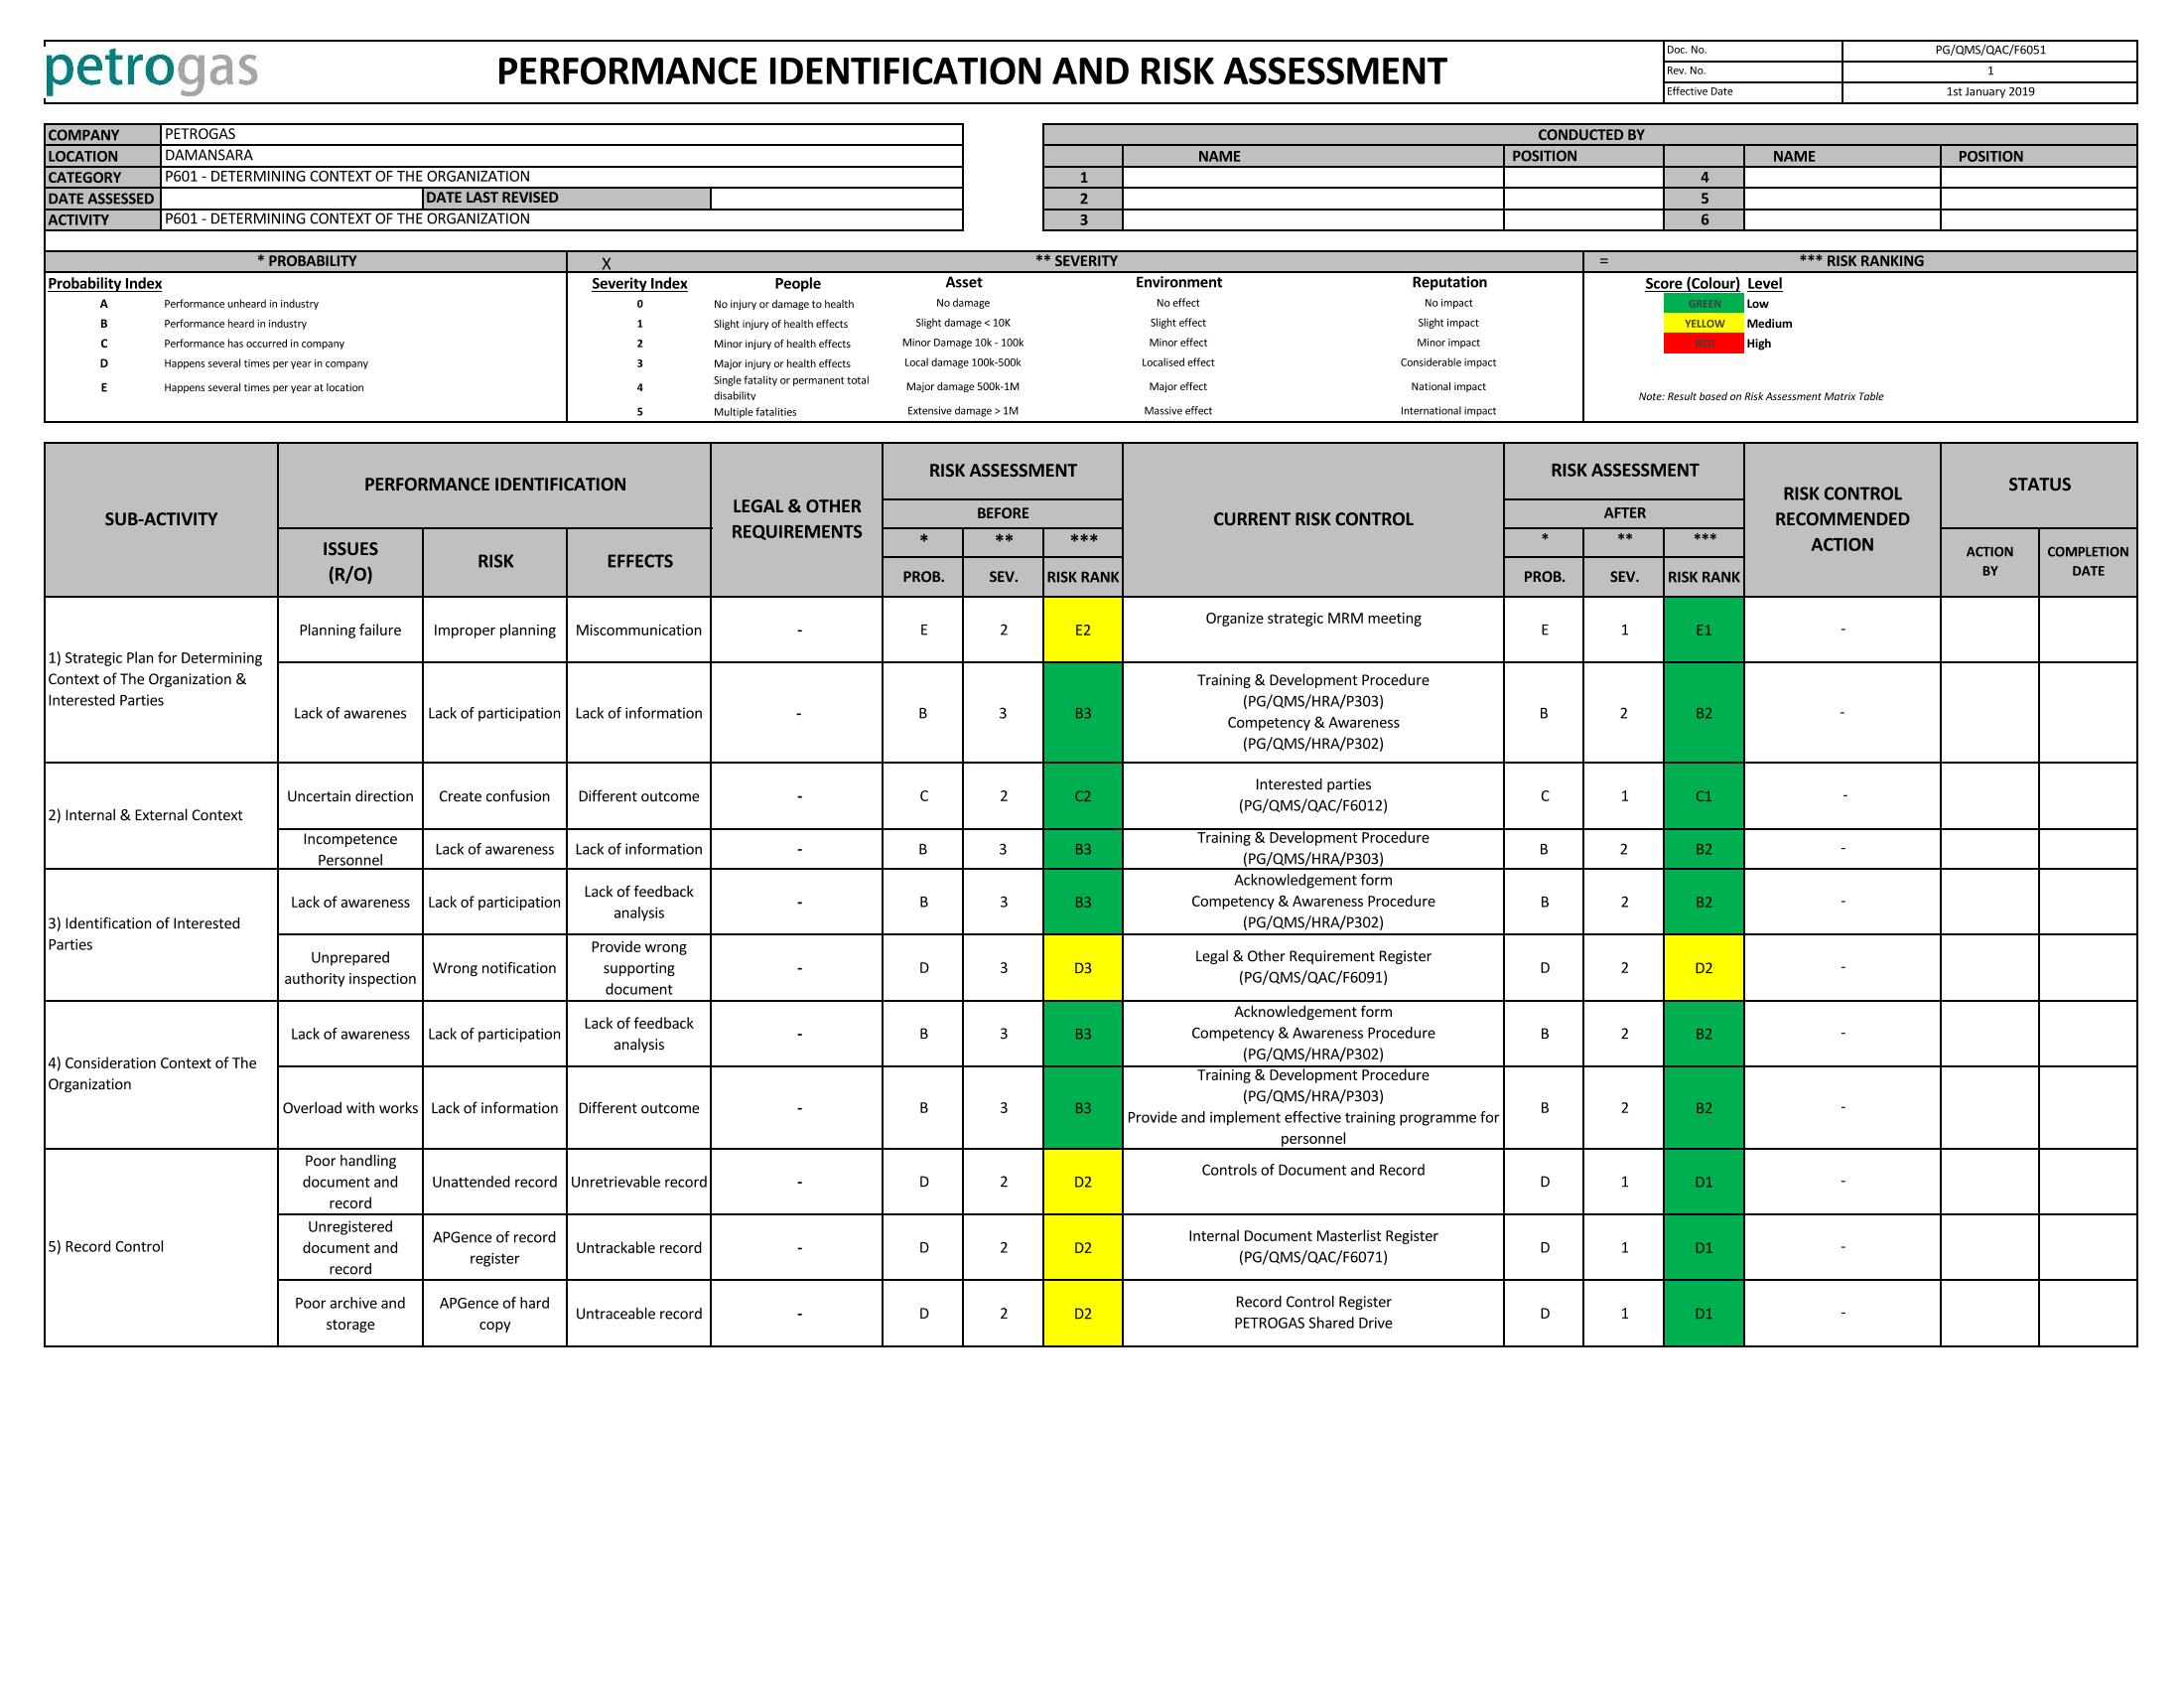 petrogas
PERFORMANCE IDENTIFICATION AND RISK ASSESSMENT
Doc. No. PG/QMS/QAC/F6051
Rev. No. 1
Effective Date 1st January 2019
COMPANY PETROGAS
LOCATION DAMANSARA
CATEGORY P601 - DETERMINING CONTEXT OF THE ORGANIZATION
DATE ASSESSED DATE LAST REVISED
ACTIVITY P601 - DETERMINING CONTEXT OF THE ORGANIZATION
CONDUCTED BY
NAME POSITION NAME POSITION
1 4
2 5
3 6
* PROBABILITY X ** SEVERITY = *** RISK RANKING
Probability Index Severity Index People Asset Environment Reputation Score (Colour) Level
A Performance unheard in industry 0 No injury or damage to health No damage No effect No impact GREEN Low
B Performance heard in industry 1 Slight injury of health effects Slight damage < 10K Slight effect Slight impact YELLOW Medium
C Performance has occurred in company 2 Minor injury of health effects Minor Damage 10k - 100k Minor effect Minor impact RED High
D Happens several times per year in company 3 Major injury or health effects Local damage 100k-500k Localised effect Considerable impact
E Happens several times per year at location 4 Single fatality or permanent total
disability Major damage 500k-1M Major effect National impact
Note: Result based on Risk Assessment Matrix Table
5 Multiple fatalities Extensive damage > 1M Massive effect International impact
SUB-ACTIVITY
PERFORMANCE IDENTIFICATION
ISSUES
(R/O)
RISK
EFFECTS
LEGAL & OTHER
REQUIREMENTS
RISK ASSESSMENT
BEFORE
* ** ***
PROB. SEV. RISK RANK
CURRENT RISK CONTROL
RISK ASSESSMENT
AFTER
* ** ***
PROB. SEV. RISK RANK
RISK CONTROL
RECOMMENDED
ACTION
STATUS
ACTION
BY
COMPLETION
DATE
1) Strategic Plan for Determining
Context of The Organization &
Interested Parties
Planning failure Improper planning Miscommunication - E 2 E2 Organize strategic MRM meeting E 1 E1 -
Lack of awarenes Lack of participation Lack of information - B 3 B3
Training & Development Procedure
(PG/QMS/HRA/P303)
Competency & Awareness
(PG/QMS/HRA/P302)
B 2 B2 -
2) Internal & External Context
Uncertain direction Create confusion Different outcome - C 2 C2
Interested parties
(PG/QMS/QAC/F6012)
C 1 C1 -
Incompetence
Personnel
Lack of awareness Lack of information - B 3 B3
Training & Development Procedure
(PG/QMS/HRA/P303)
B 2 B2 -
3) Identification of Interested
Parties
Lack of awareness Lack of participation
Lack of feedback
analysis
- B 3 B3
Acknowledgement form
Competency & Awareness Procedure
(PG/QMS/HRA/P302)
B 2 B2 -
Unprepared
authority inspection
Wrong notification
Provide wrong
supporting
document
- D 3 D3
Legal & Other Requirement Register
(PG/QMS/QAC/F6091)
D 2 D2 -
4) Consideration Context of The
Organization
Lack of awareness Lack of participation
Lack of feedback
analysis
- B 3 B3
Acknowledgement form
Competency & Awareness Procedure
(PG/QMS/HRA/P302)
B 2 B2 -
Overload with works Lack of information Different outcome - B 3 B3
Training & Development Procedure
(PG/QMS/HRA/P303)
Provide and implement effective training programme for
personnel
B 2 B2 -
5) Record Control
Poor handling
document and
record
Unattended record Unretrievable record - D 2 D2 Controls of Document and Record D 1 D1 -
Unregistered
document and
record
APGence of record
register
Untrackable record - D 2 D2
Internal Document Masterlist Register
(PG/QMS/QAC/F6071)
D 1 D1 -
Poor archive and
storage
APGence of hard
copy
Untraceable record - D 2 D2
Record Control Register
PETROGAS Shared Drive
D 1 D1 -